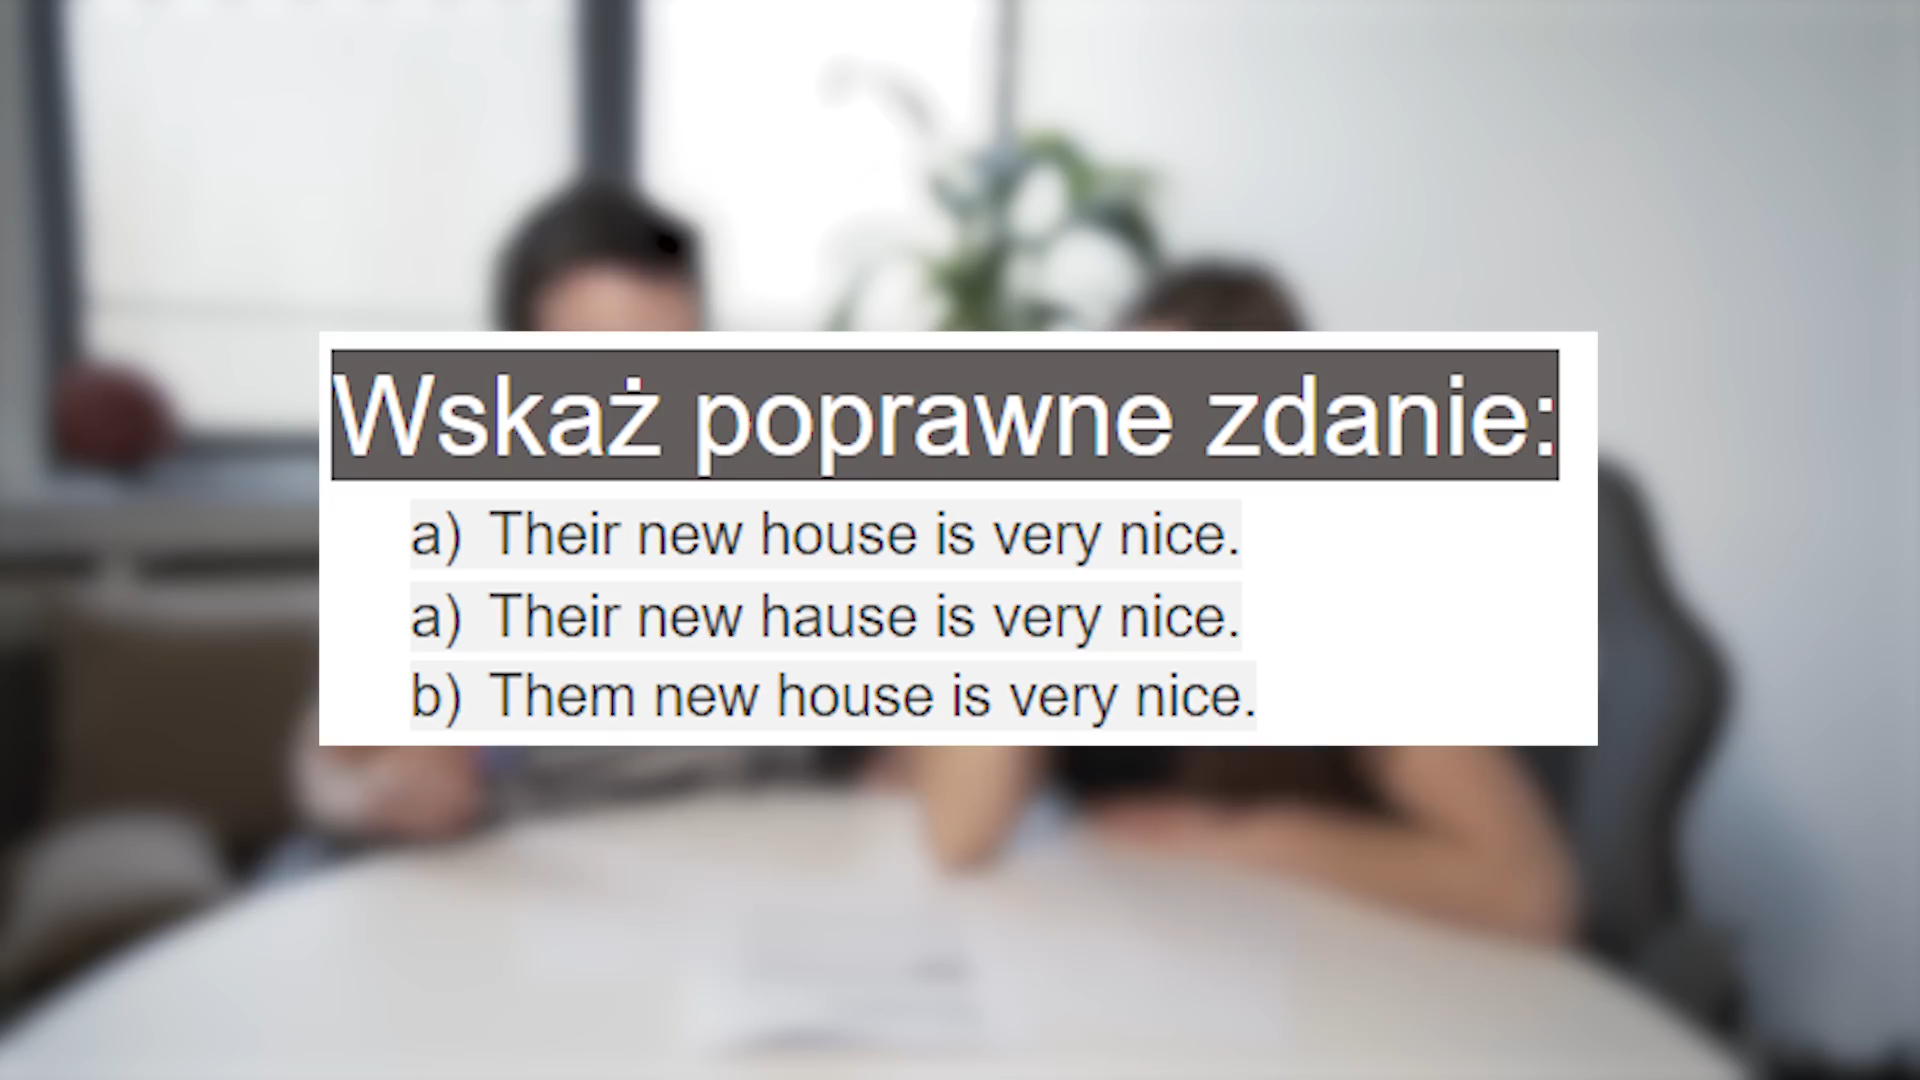 Wskaż poprawne zdanie:
a) Their new house is very nice.
a) Their new hause is very nice.
b) Them new house is very nice.